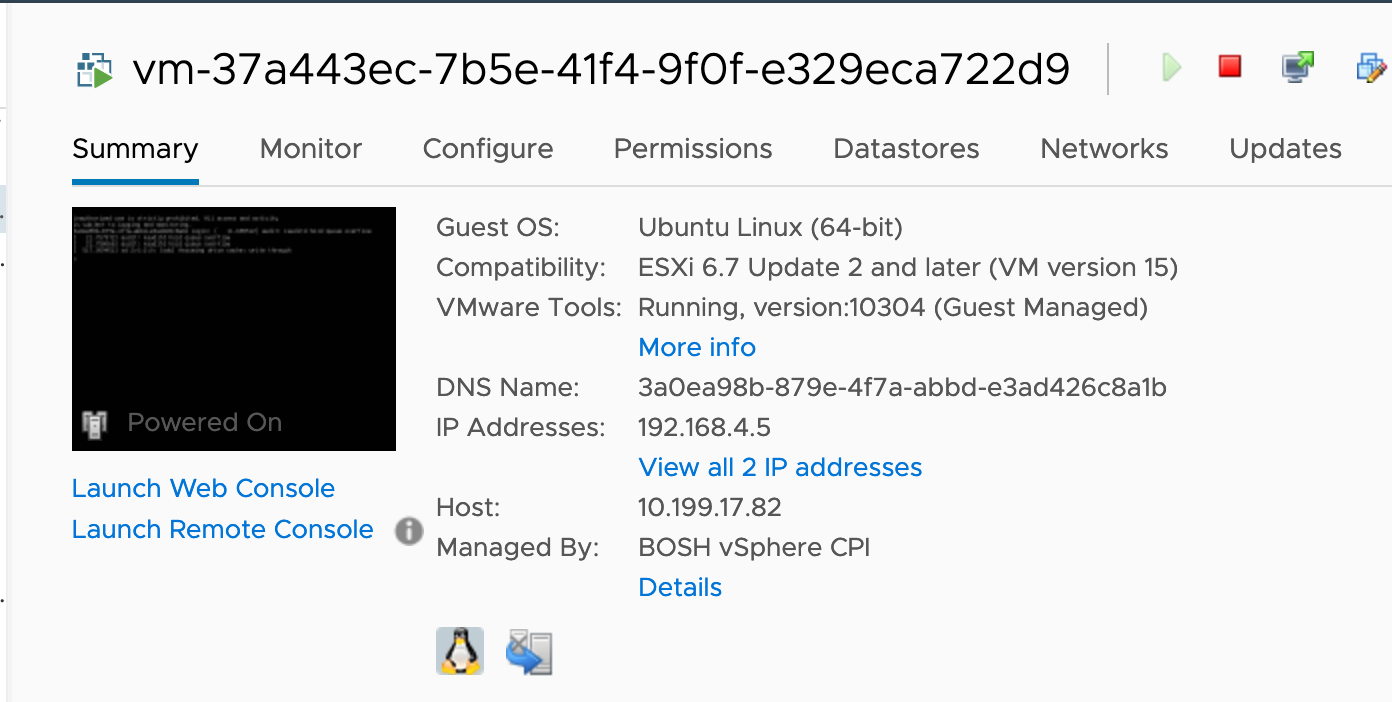 vm-37a443ec-7b5e-41f4-9f0f-e329eca722d9
Summary Monitor Configure Permissions Datastores Networks Updates
Guest OS: Ubuntu Linux (64-bit)
Compatibility: ESXi 6.7 Update 2 and later (VM version 15)
VMware Tools: Running, version:10304 (Guest Managed)
More info
DNS Name: 3a0ea98b-879e-4f7a-abbd-e3ad426c8a1b
Powered On
IP Addresses: 192.168.4.5
View all 2 IP addresses
Launch Web Console
Host: 10.199.17.82
Launch Remote Console
Managed By: BOSH vSphere CPI
Details